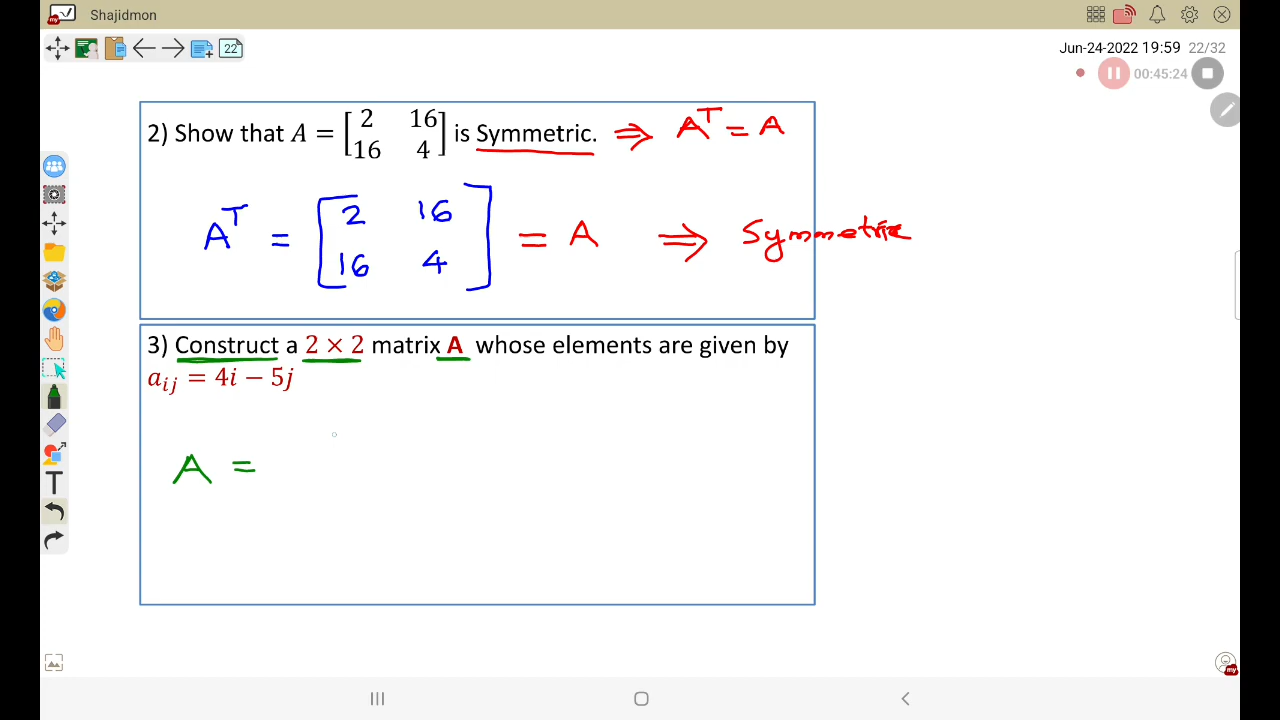 Shajidmon
22
Jun-24-2022 19:59 22/32
00:45:24
2) Show that A = [2 16
16 4] is Symmetric. ⇒ Aᵀ = A
Aᵀ = [2 16
16 4] = A ⇒ Symmetric
3) Construct a 2 × 2 matrix A whose elements are given by
aᵢⱼ = 4i − 5j
A =
T